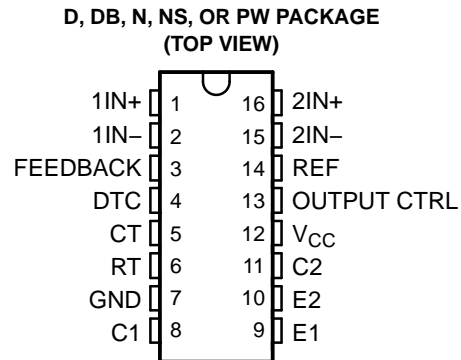 D, DB, N, NS, OR PW PACKAGE
(TOP VIEW)
1IN+ 1 16 2IN+
1IN− 2 15 2IN−
FEEDBACK 3 14 REF
DTC 4 13 OUTPUT CTRL
CT 5 12 VCC
RT 6 11 C2
GND 7 10 E2
C1 8 9 E1